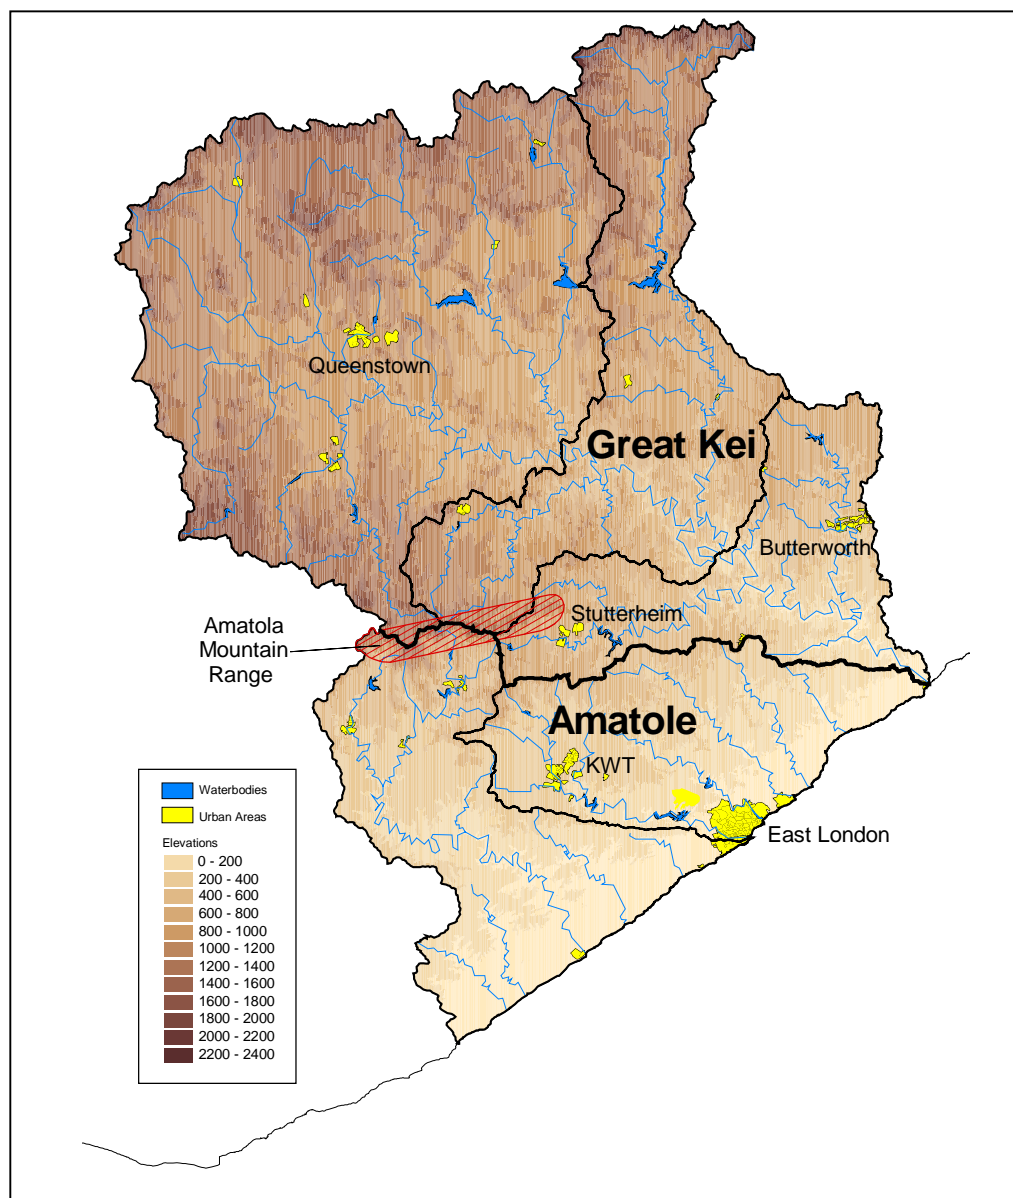 Queenstown
Great Kei
Butterworth
Stutterheim
Amatola
Mountain
Range
Amatole
KWT
East London
Waterbodies
Urban Areas
Elevations
0 - 200
200 - 400
400 - 600
600 - 800
800 - 1000
1000 - 1200
1200 - 1400
1400 - 1600
1600 - 1800
1800 - 2000
2000 - 2200
2200 - 2400